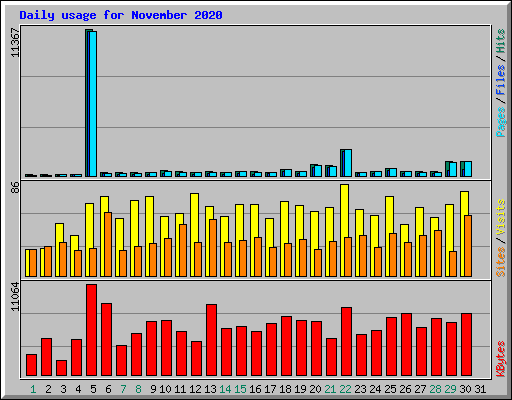 Daily usage for November 2020
11367
Pages / Files / Hits
86
Sites / Visits
11064
KBytes
1 2 3 4 5 6 7 8 9 10 11 12 13 14 15 16 17 18 19 20 21 22 23 24 25 26 27 28 29 30 31